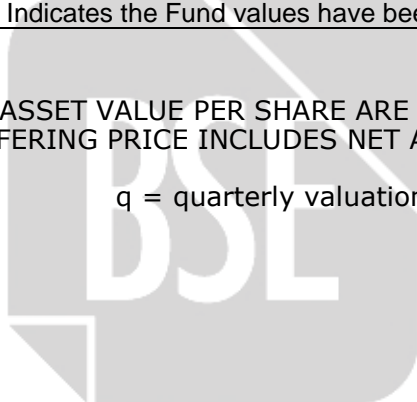 Indicates the Fund values have bee
ASSET VALUE PER SHARE ARE
FERING PRICE INCLUDES NET A
q = quarterly valuation
BSE